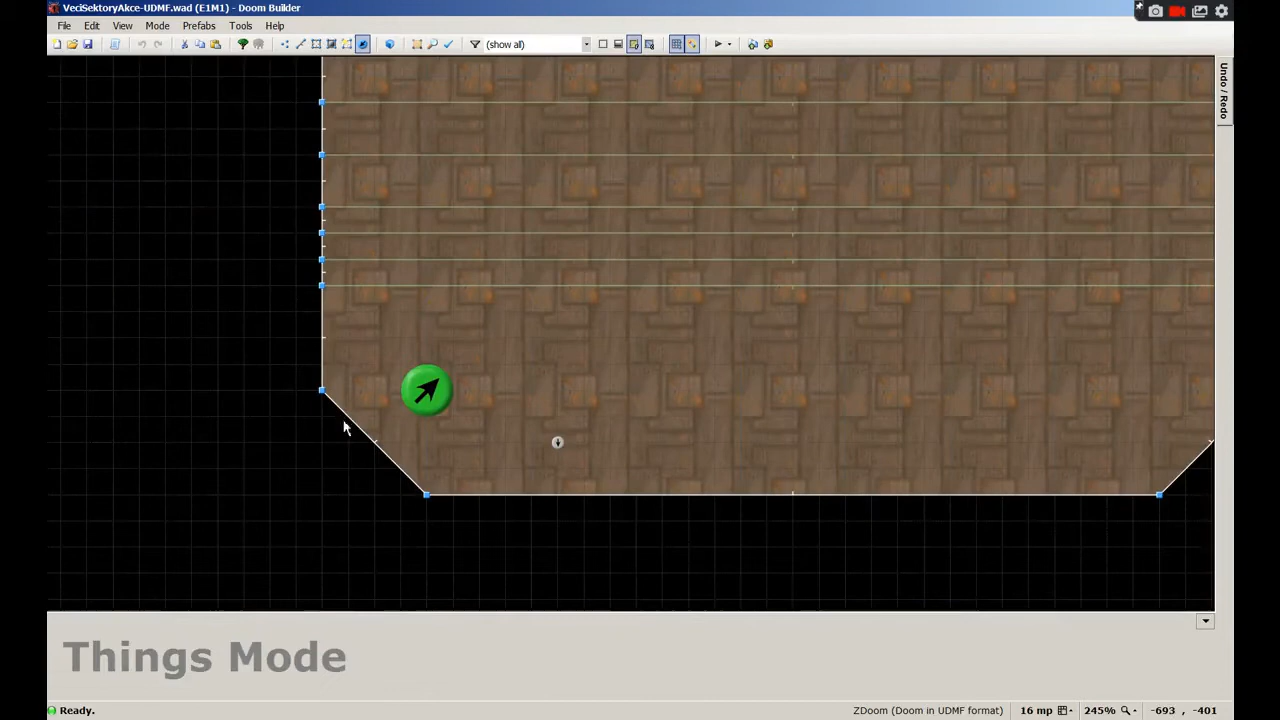 VeciSektoryAkce-UDMF.wad (E1M1) - Doom Builder
File Edit View Mode Prefabs Tools Help
(show all)
Undo / Redo
Things Mode
Ready.
ZDoom (Doom in UDMF format) 16 mp 245% -693 , -401